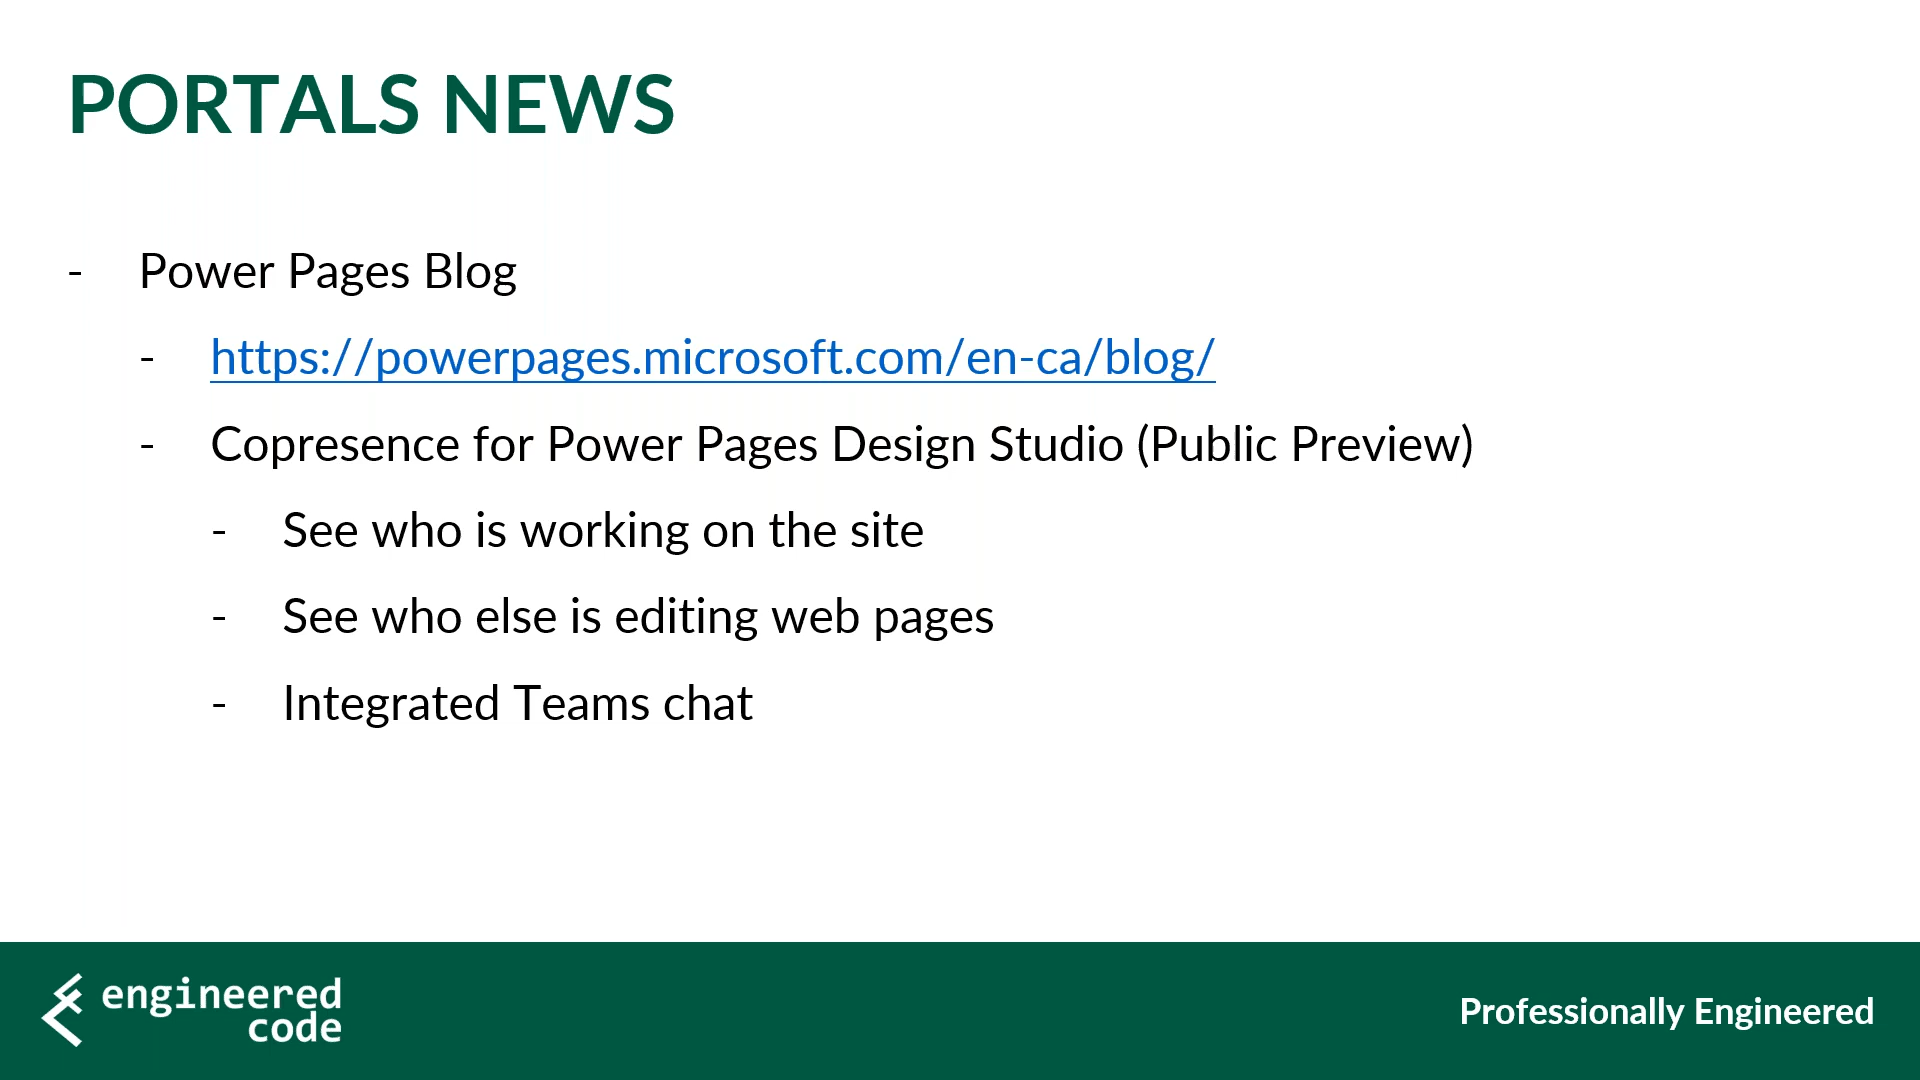 PORTALS NEWS
- Power Pages Blog
- https://powerpages.microsoft.com/en-ca/blog/
- Copresence for Power Pages Design Studio (Public Preview)
- See who is working on the site
- See who else is editing web pages
- Integrated Teams chat
engineered
code
Professionally Engineered